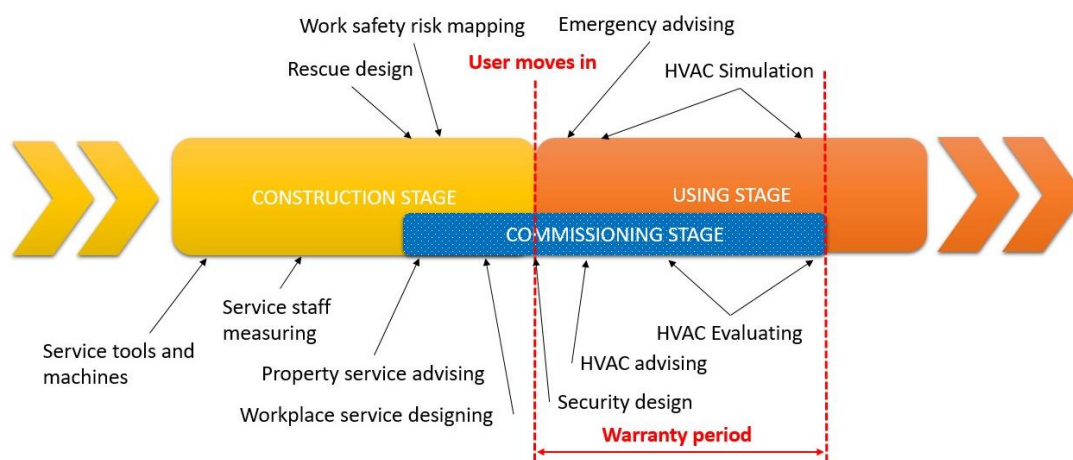 Work safety risk mapping
Emergency advising
User moves in
Rescue design
HVAC Simulation
CONSTRUCTION STAGE
USING STAGE
COMMISSIONING STAGE
Service staff
measuring
Service tools and
machines
HVAC Evaluating
HVAC advising
Property service advising
Security design
Workplace service designing
Warranty period